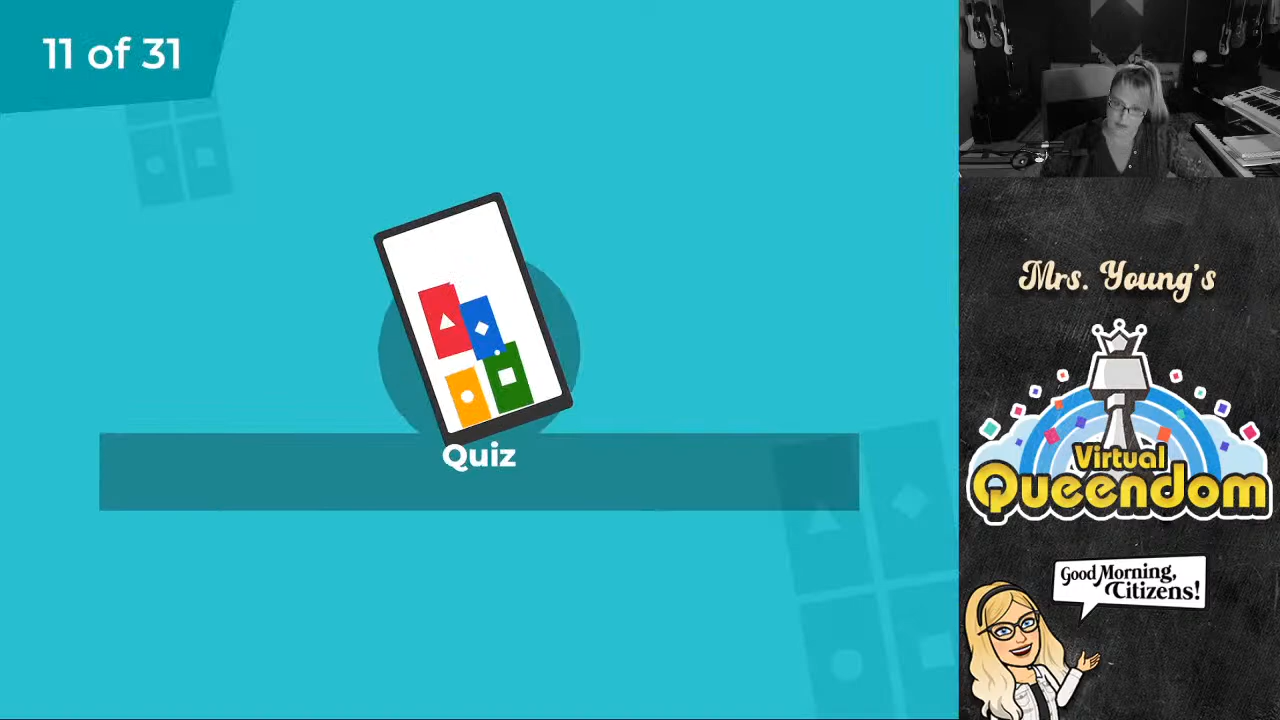 11 of 31
Quiz
Mrs. Young's
Virtual
Queendom
Good Morning,
Citizens!